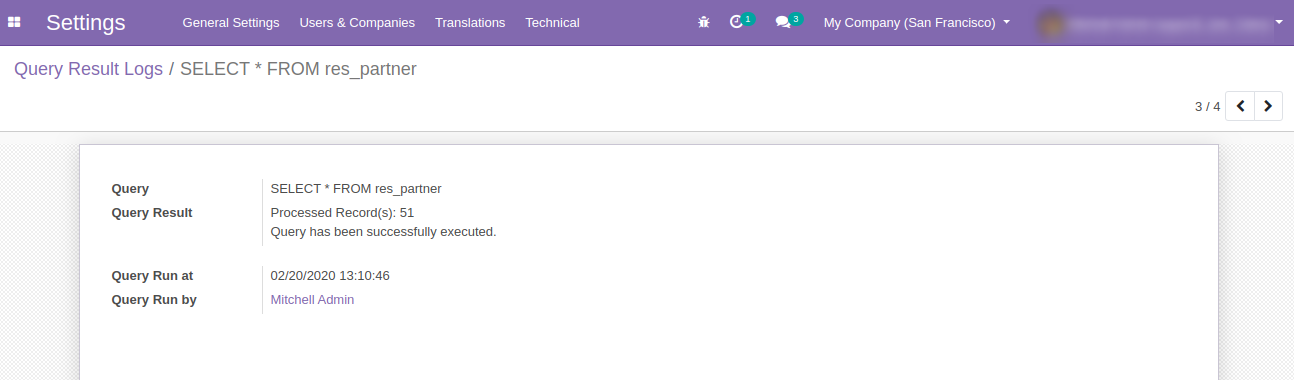 Settings General Settings Users & Companies Translations Technical 1 3 My Company (San Francisco)
Query Result Logs / SELECT * FROM res_partner
3 / 4
Query SELECT * FROM res_partner
Query Result Processed Record(s): 51
Query has been successfully executed.
Query Run at 02/20/2020 13:10:46
Query Run by Mitchell Admin